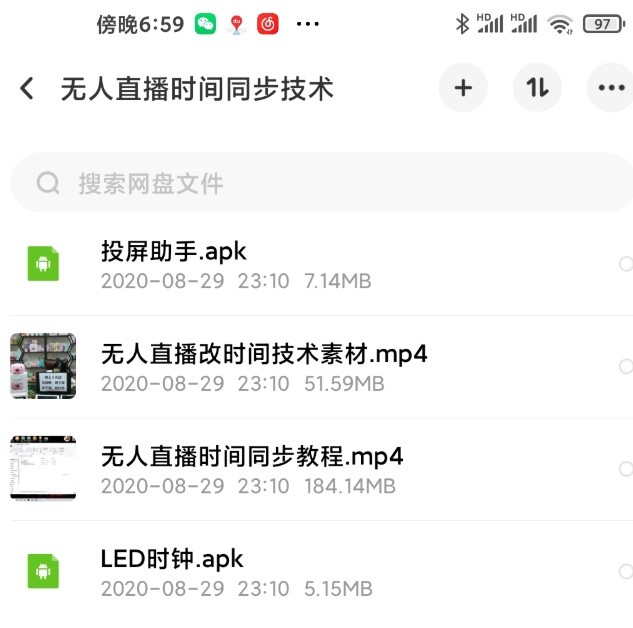 傍晚6:59
HD
HD
97
无人直播时间同步技术
搜索网盘文件
投屏助手.apk
2020-08-29 23:10 7.14MB
无人直播改时间技术素材.mp4
2020-08-29 23:10 51.59MB
无人直播时间同步教程.mp4
2020-08-29 23:10 184.14MB
LED时钟.apk
2020-08-29 23:10 5.15MB